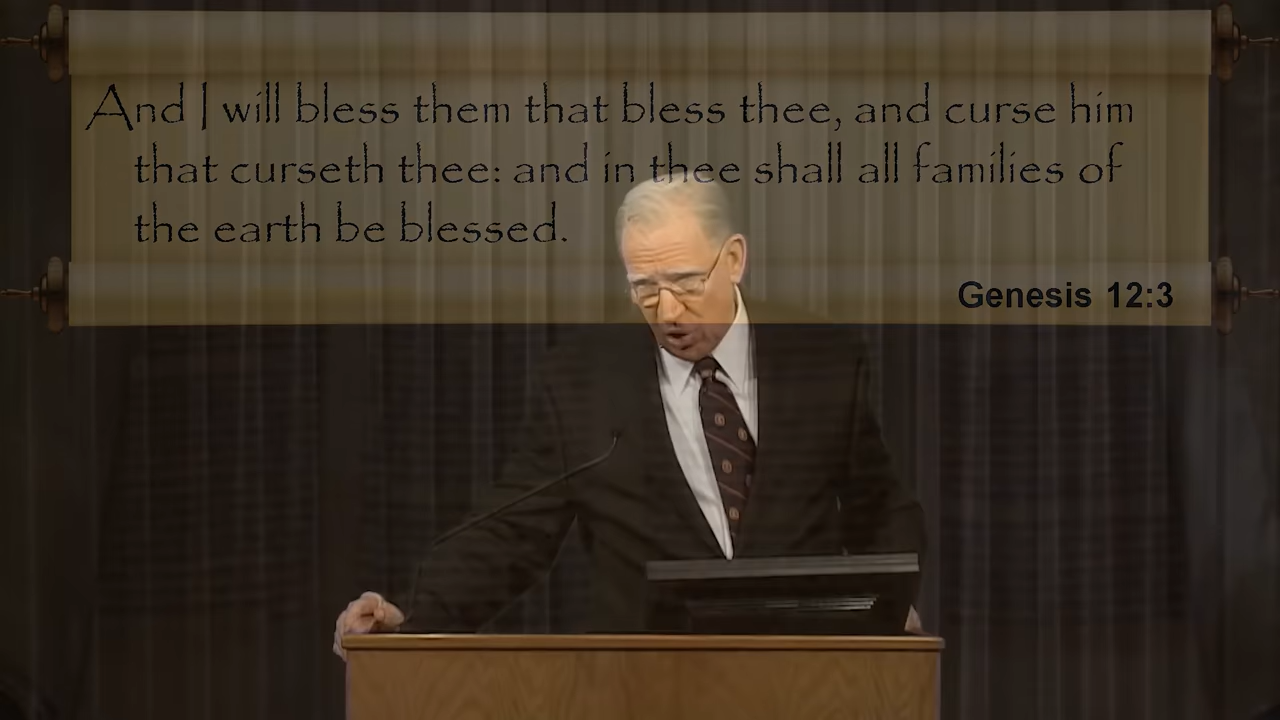 And I will bless them that bless thee, and curse him
that curseth thee: and in thee shall all families of
the earth be blessed.
Genesis 12:3